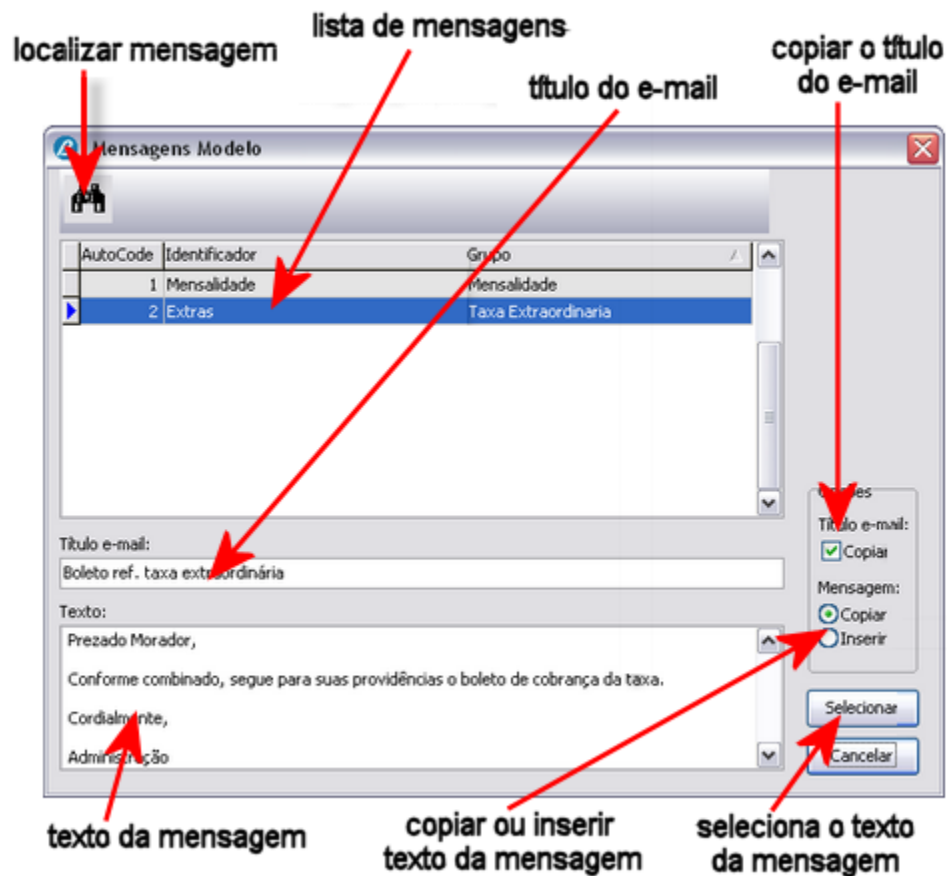 lista de mensagens
localizar mensagem
título do e-mail
copiar o título
do e-mail
Mensagens Modelo
AutoCode Identificador Grupo
1 Mensalidade Mensalidade
2 Extras Taxa Extraordinaria
Título e-mail:
Boleto ref. taxa extraordinária
Texto:
Prezado Morador,
Conforme combinado, segue para suas providências o boleto de cobrança da taxa.
Cordialmente,
Administração
Opções
Título e-mail:
Copiar
Mensagem:
Copiar
Inserir
Selecionar
Cancelar
texto da mensagem
copiar ou inserir
texto da mensagem
seleciona o texto
da mensagem